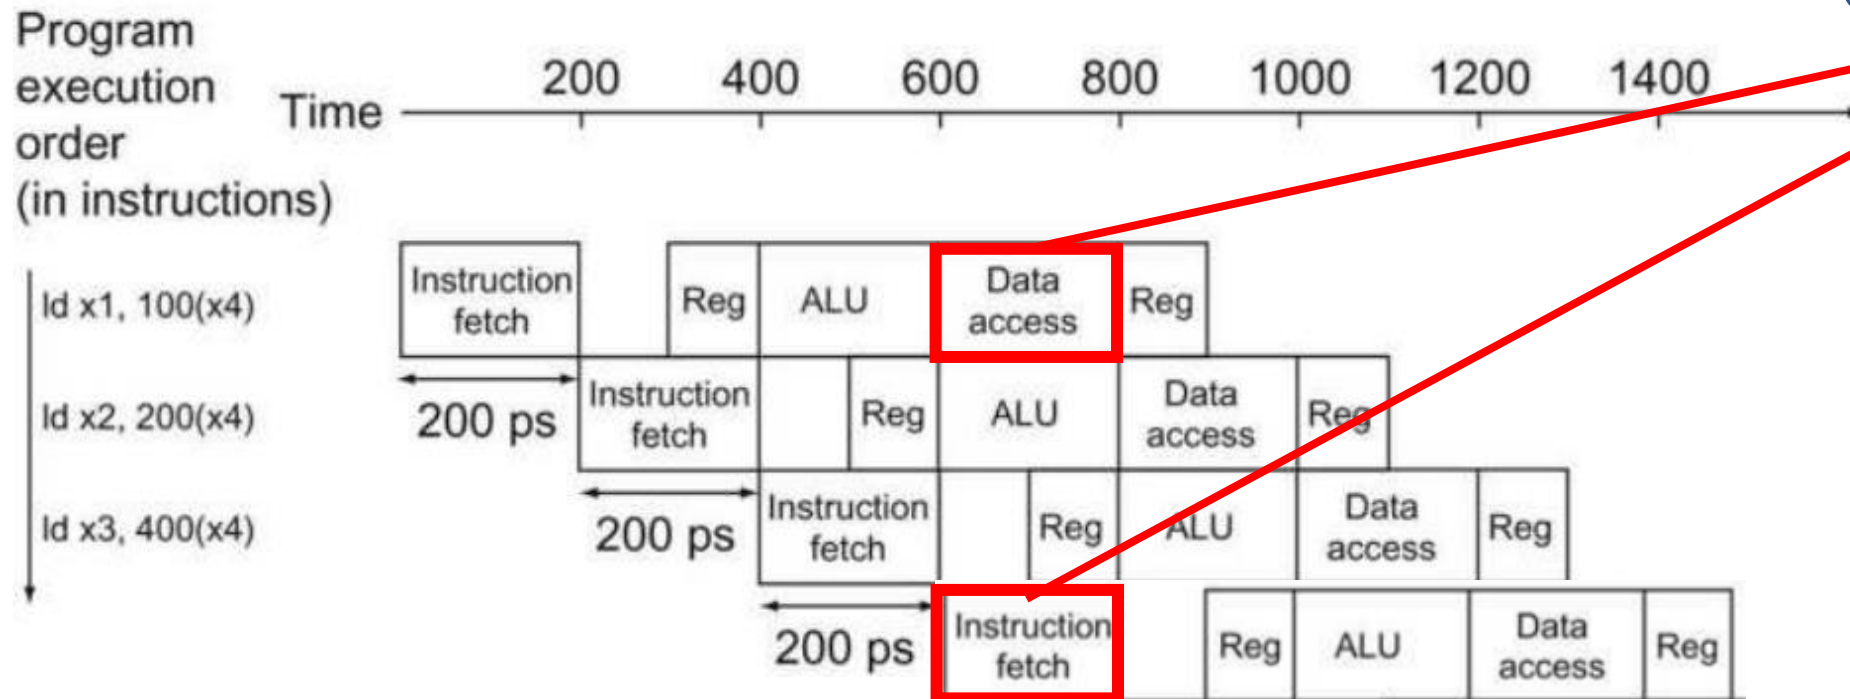 Program
execution
order
(in instructions)
Time
200 400 600 800 1000 1200 1400
ld x1, 100(x4)
Instruction
fetch
Reg
ALU
Data
access
Reg
200 ps
ld x2, 200(x4)
Instruction
fetch
Reg
ALU
Data
access
Reg
200 ps
ld x3, 400(x4)
Instruction
fetch
Reg
ALU
Data
access
Reg
200 ps
Instruction
fetch
Reg
ALU
Data
access
Reg